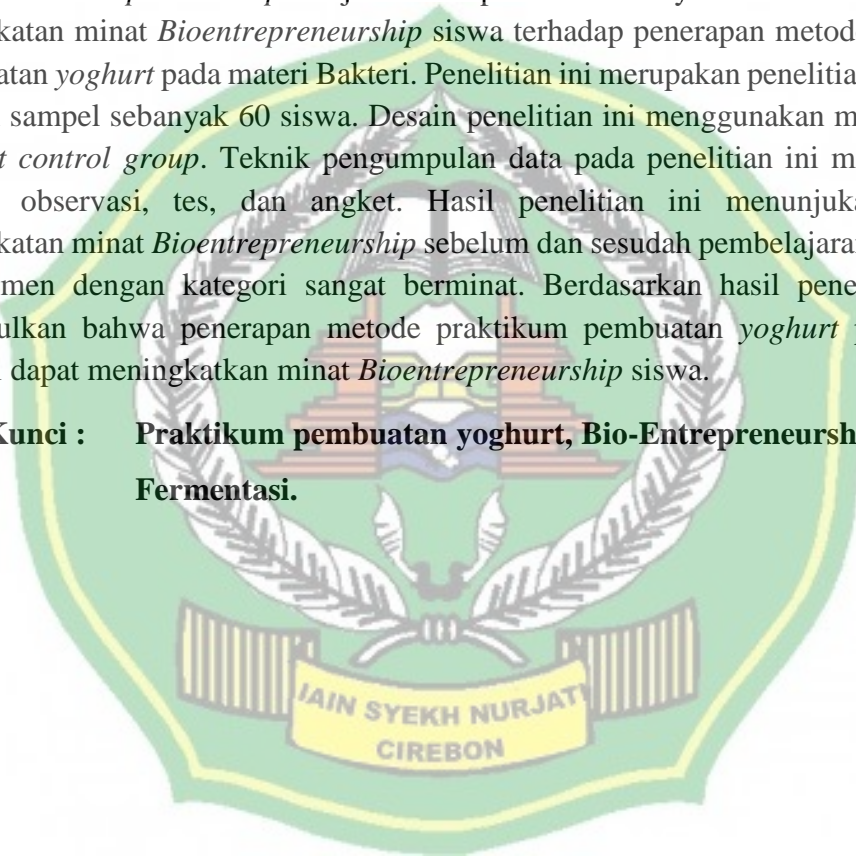 katan minat Bioentrepreneurship siswa terhadap penerapan metod
atan yoghurt pada materi Bakteri. Penelitian ini merupakan penelitia
sampel sebanyak 60 siswa. Desain penelitian ini menggunakan m
t control group. Teknik pengumpulan data pada penelitian ini m
observasi, tes, dan angket. Hasil penelitian ini menunjuka
katan minat Bioentrepreneurship sebelum dan sesudah pembelajaran
men dengan kategori sangat berminat. Berdasarkan hasil pene
ulkan bahwa penerapan metode praktikum pembuatan yoghurt p
dapat meningkatkan minat Bioentrepreneurship siswa.
Kunci : Praktikum pembuatan yoghurt, Bio-Entrepreneursh
Fermentasi.
IAIN SYEKH NURJATI
CIREBON